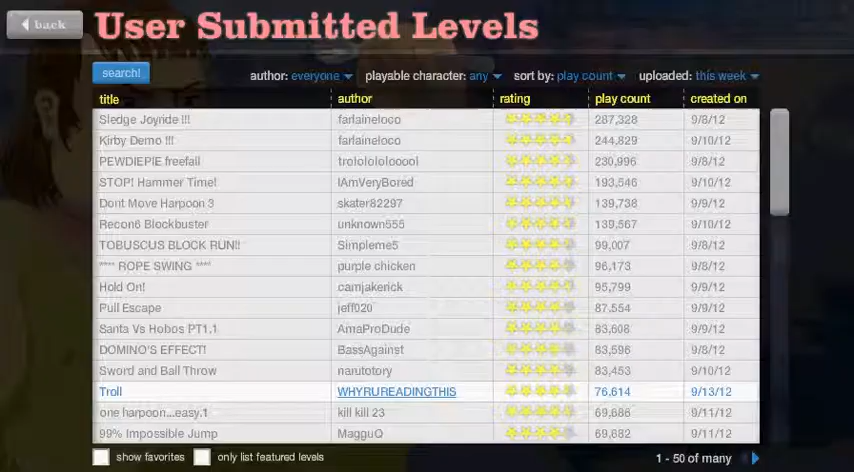 back
User Submitted Levels
search!
author: everyone playable character: any sort by: play count uploaded: this week
title author rating play count created on
Sledge Joyride !!! farlaineloco 287,328 9/8/12
Kirby Demo !!! farlaineloco 244,829 9/10/12
PEWDIEPIE freefall trololololoool 230,996 9/8/12
STOP! Hammer Time! IAmVeryBored 193,546 9/10/12
Dont Move Harpoon 3 skater82297 139,738 9/9/12
Recon6 Blockbuster unknown555 139,567 9/10/12
TOBUSCUS BLOCK RUN!! Simpleme5 99,007 9/8/12
**** ROPE SWING **** purple chicken 96,173 9/8/12
Hold On! camjakerick 95,799 9/9/12
Pull Escape jeff020 87,554 9/9/12
Santa Vs Hobos PT1.1 AmaProDude 83,608 9/9/12
DOMINO'S EFFECT! BassAgainst 83,596 9/8/12
Sword and Ball Throw narutotory 83,453 9/10/12
Troll WHYRUREADINGTHIS 76,614 9/13/12
one harpoon...easy.1 kill kill 23 69,686 9/11/12
99% Impossible Jump MagguQ 69,682 9/11/12
show favorites only list featured levels 1 - 50 of many